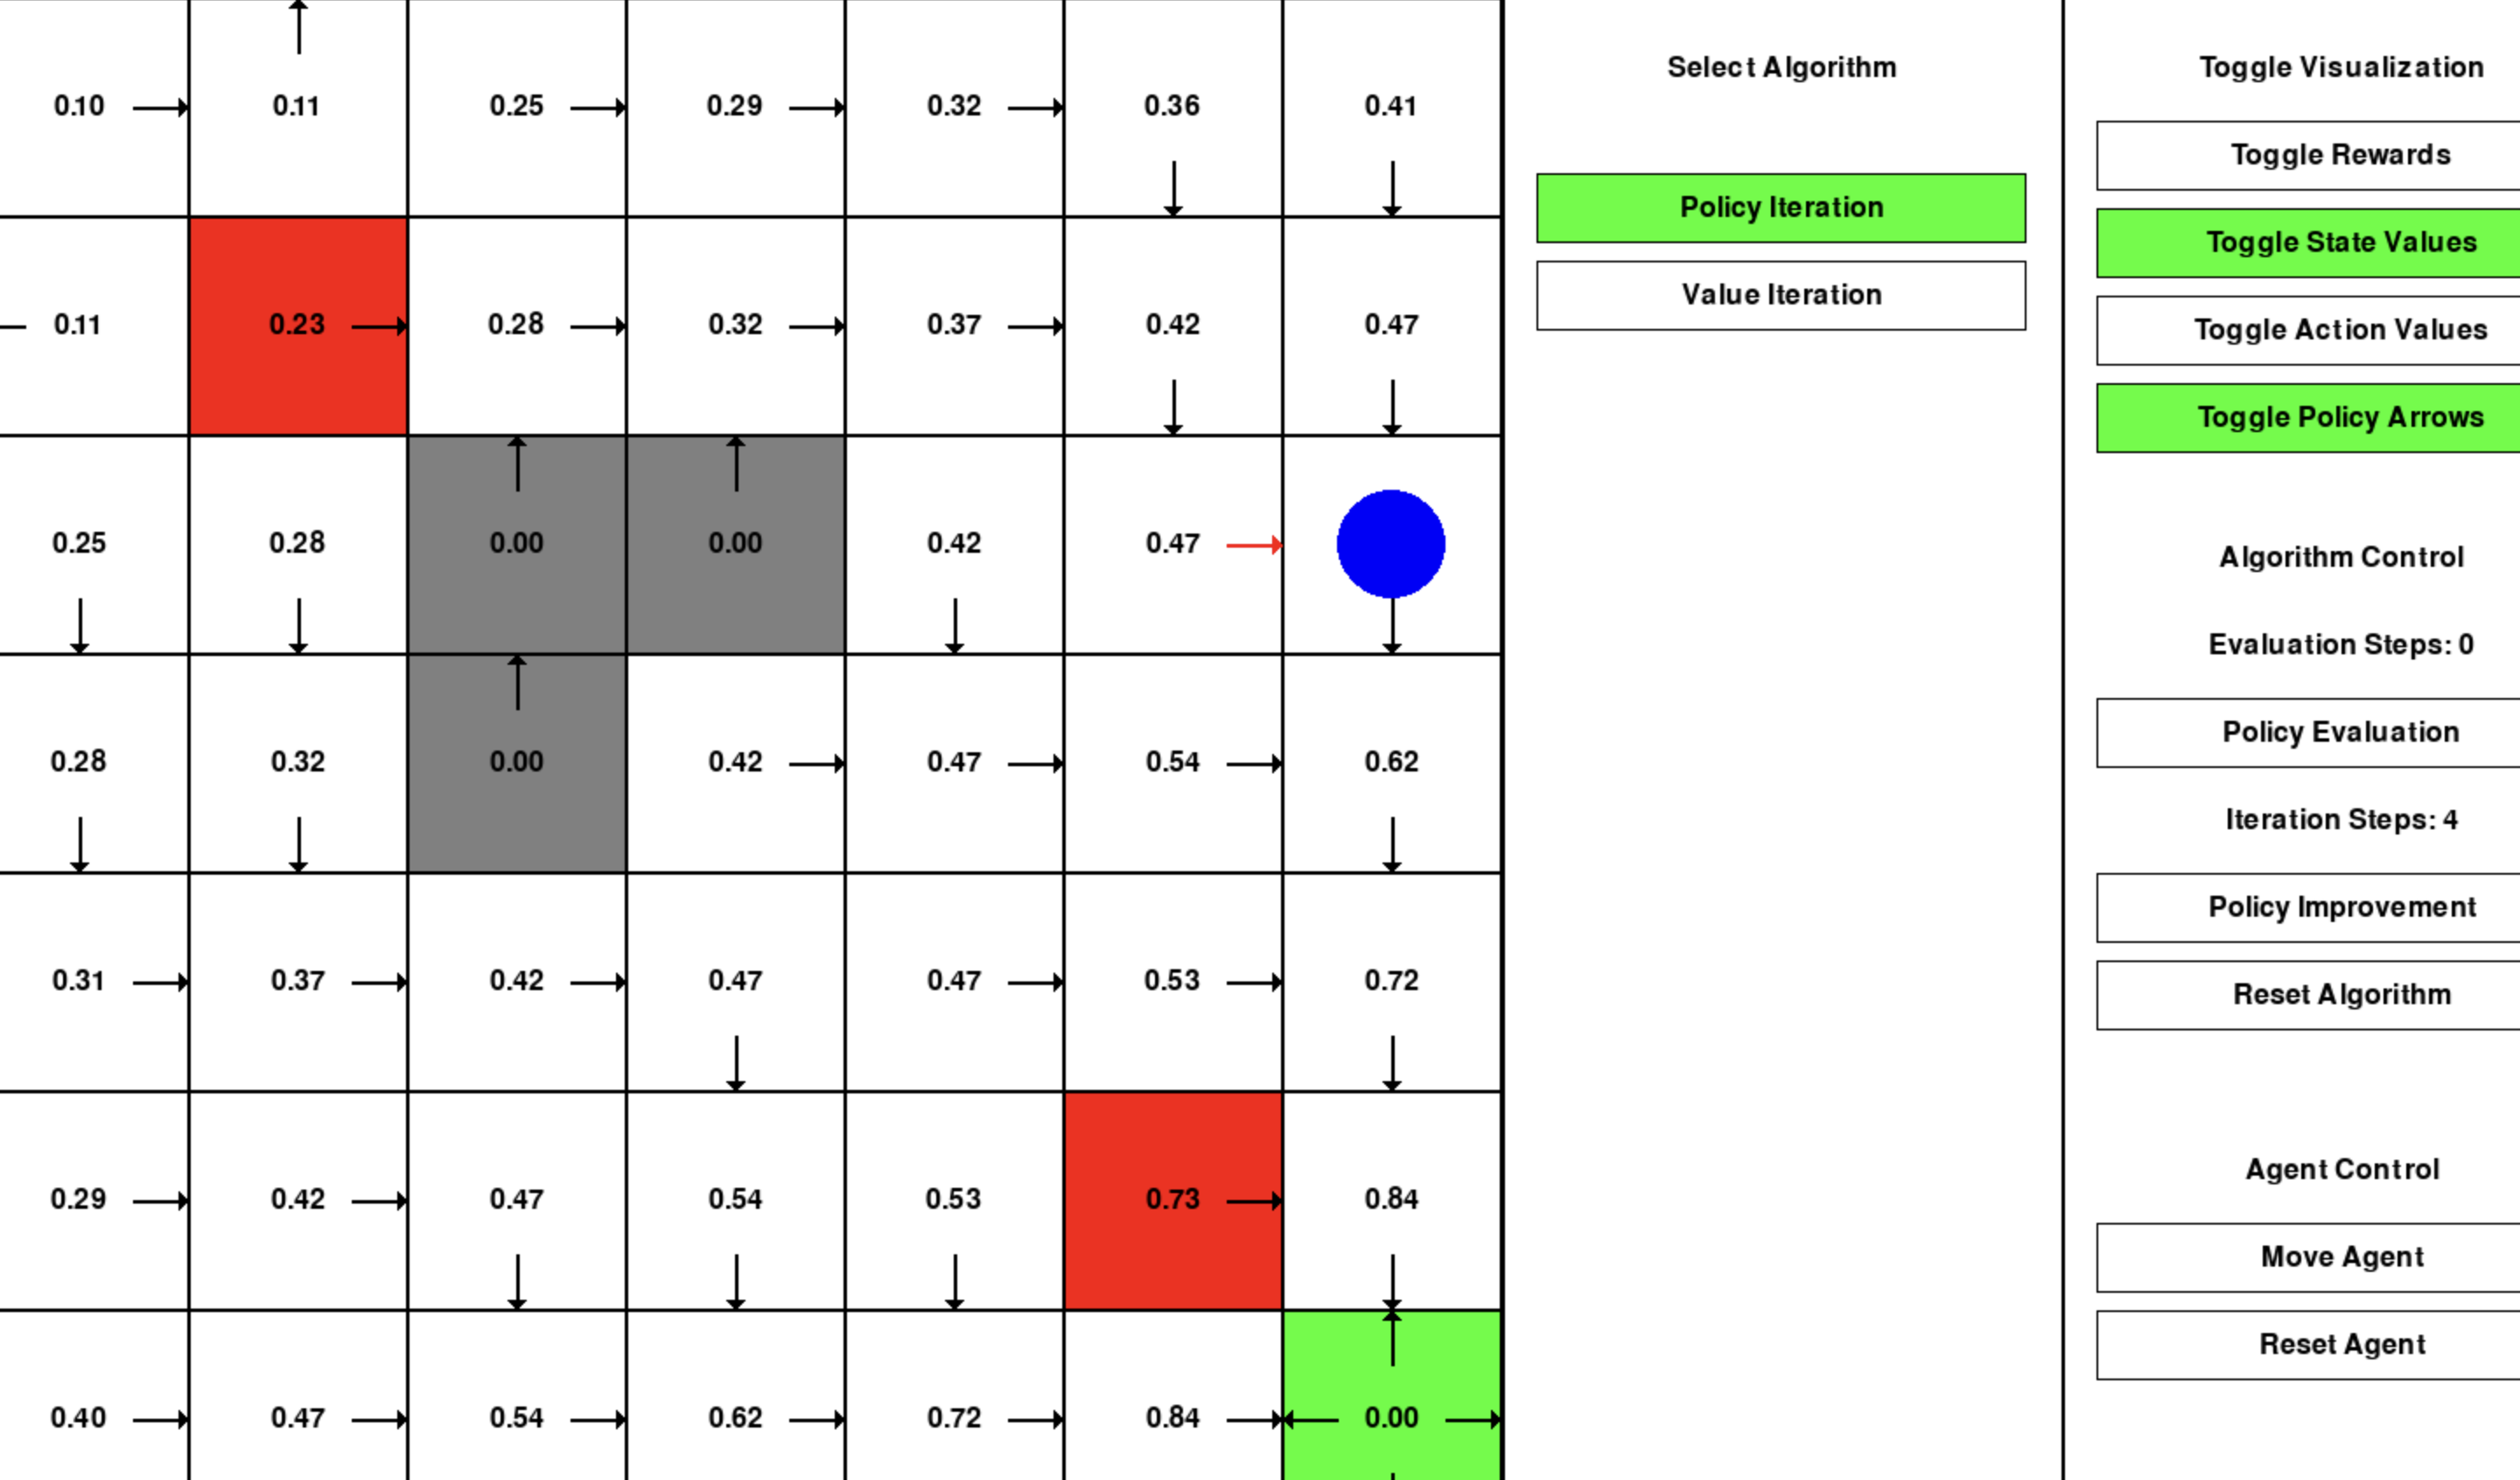 0.10 0.11 0.25 0.29 0.32 0.36 0.41
0.11 0.23 0.28 0.32 0.37 0.42 0.47
0.25 0.28 0.00 0.00 0.42 0.47
0.28 0.32 0.00 0.42 0.47 0.54 0.62
0.31 0.37 0.42 0.47 0.47 0.53 0.72
0.29 0.42 0.47 0.54 0.53 0.73 0.84
0.40 0.47 0.54 0.62 0.72 0.84 0.00
Select Algorithm
Policy Iteration
Value Iteration
Toggle Visualization
Toggle Rewards
Toggle State Values
Toggle Action Values
Toggle Policy Arrows
Algorithm Control
Evaluation Steps: 0
Policy Evaluation
Iteration Steps: 4
Policy Improvement
Reset Algorithm
Agent Control
Move Agent
Reset Agent